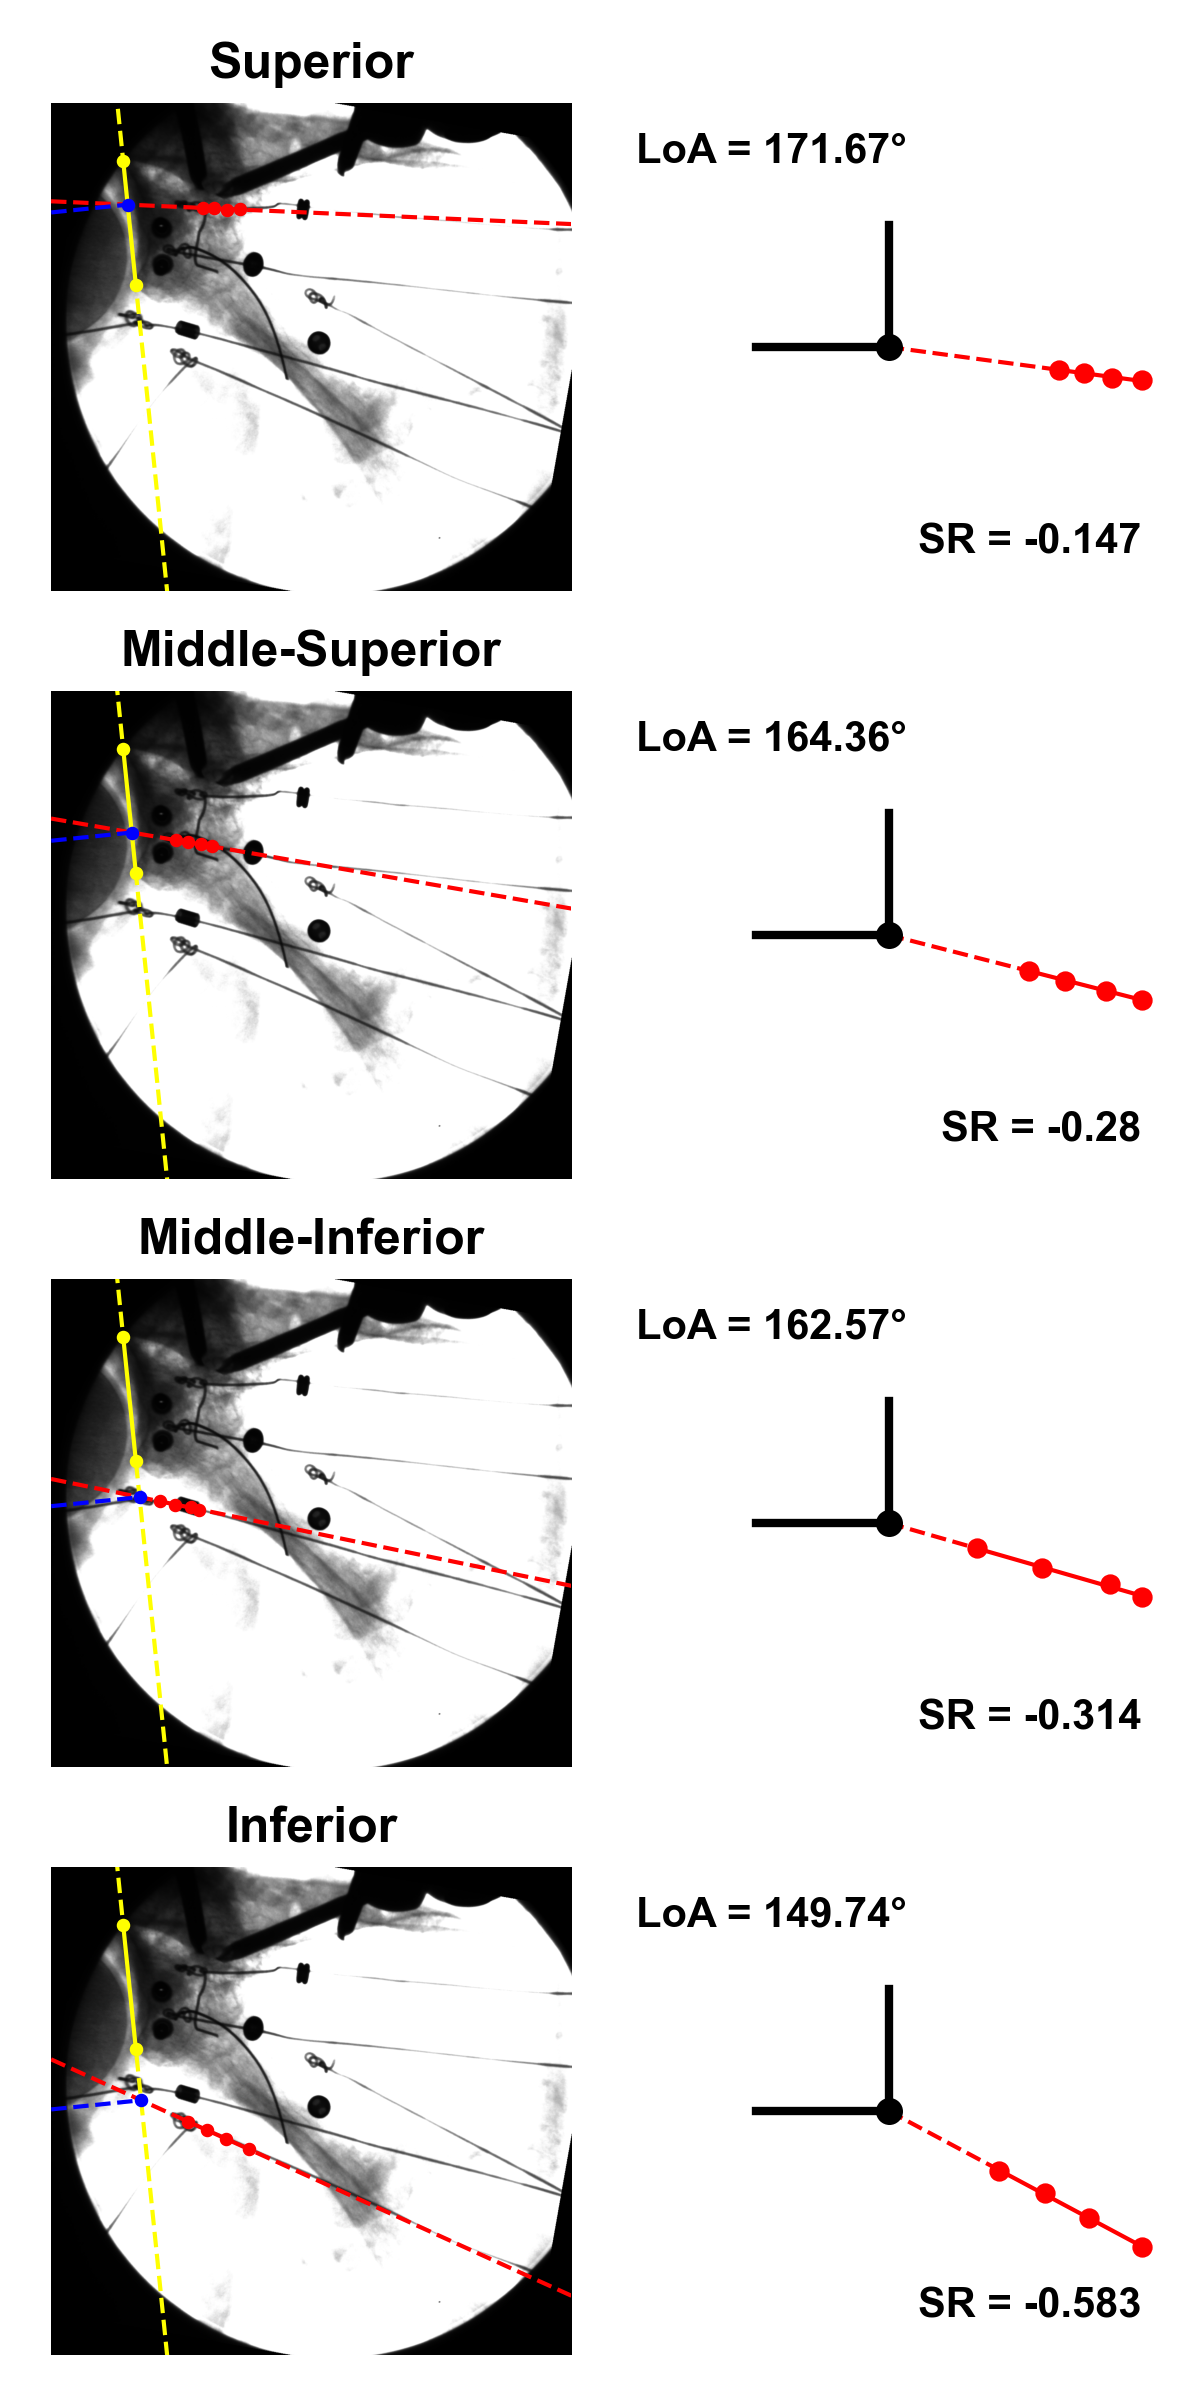 Superior
LoA = 171.67°
SR = -0.147
Middle-Superior
LoA = 164.36°
SR = -0.28
Middle-Inferior
LoA = 162.57°
SR = -0.314
Inferior
LoA = 149.74°
SR = -0.583